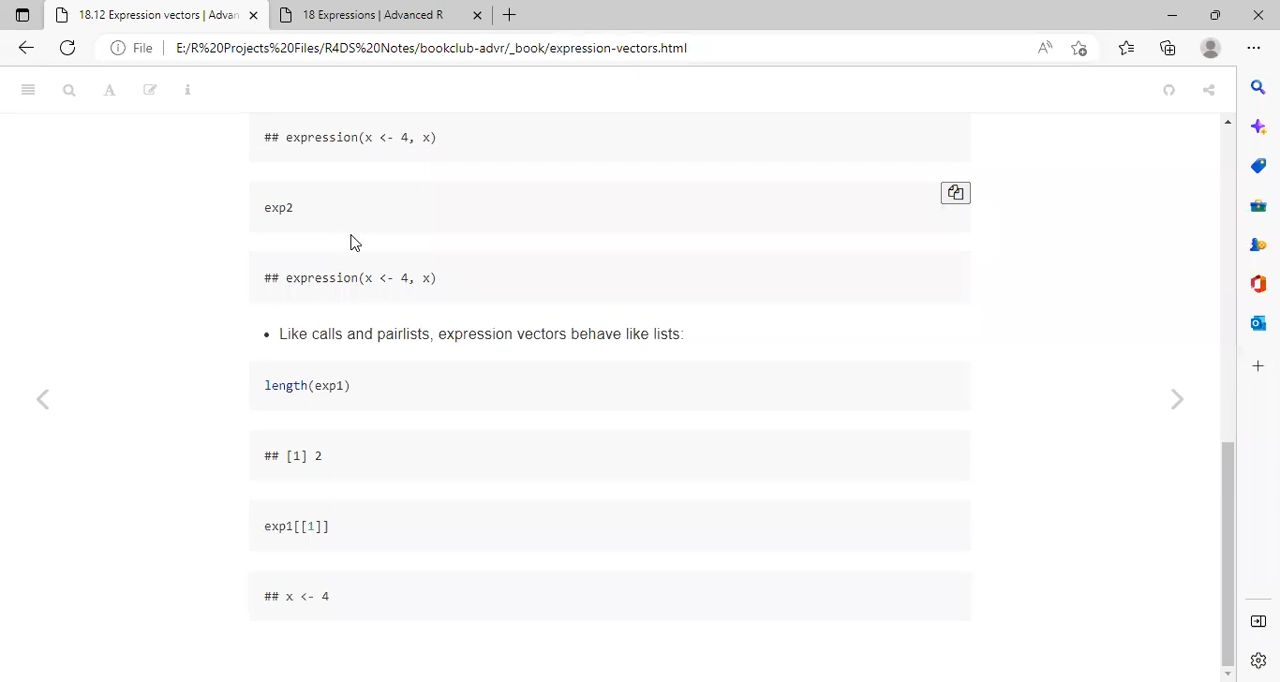 18.12 Expression vectors | Advan
18 Expressions | Advanced R
File
E:/R%20Projects%20Files/R4DS%20Notes/bookclub-advr/_book/expression-vectors.html
## expression(x <- 4, x)
exp2
## expression(x <- 4, x)
• Like calls and pairlists, expression vectors behave like lists:
length(exp1)
## [1] 2
exp1[[1]]
## x <- 4